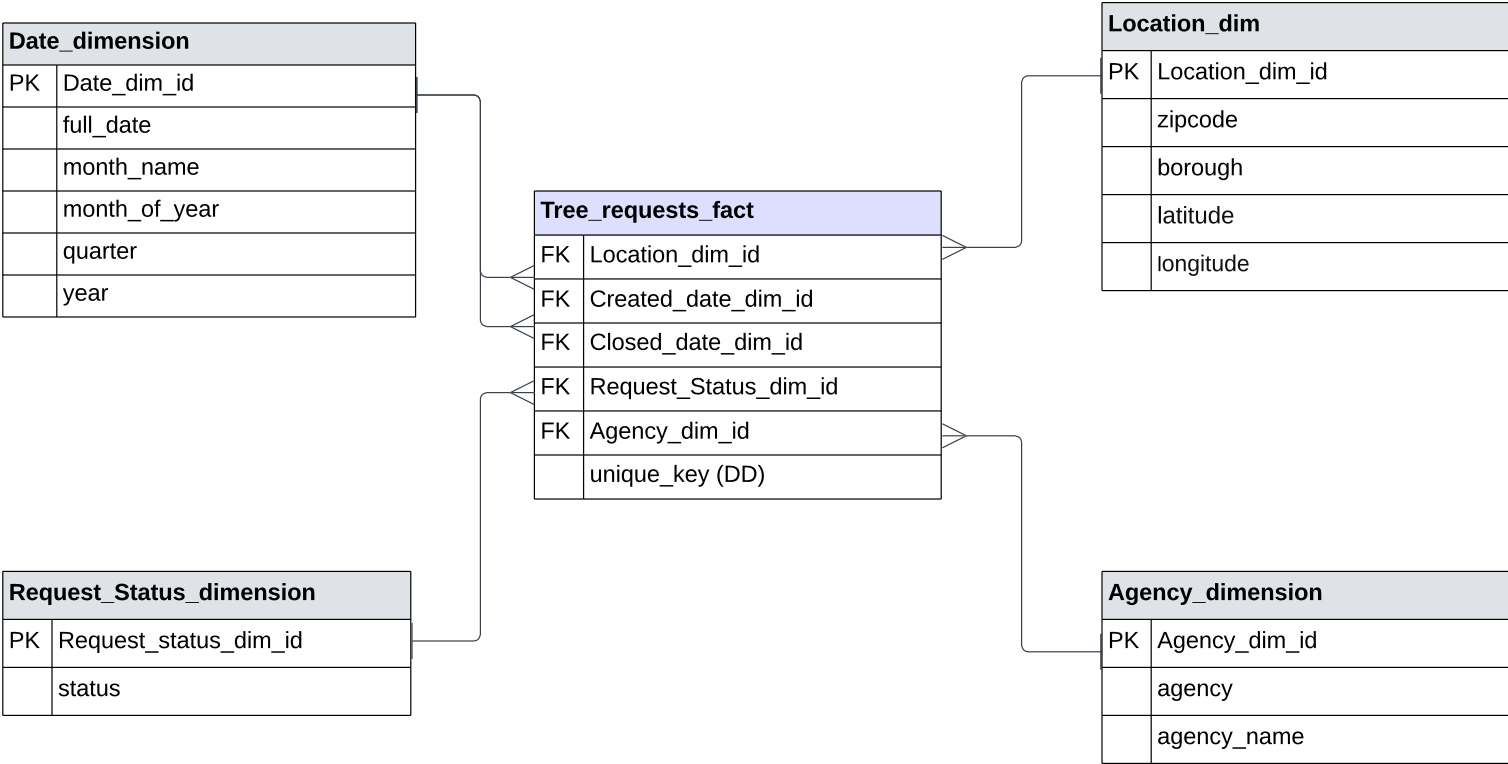 Date_dimension
PK Date_dim_id
full_date
month_name
month_of_year
quarter
year
Location_dim
PK Location_dim_id
zipcode
borough
latitude
longitude
Tree_requests_fact
FK Location_dim_id
FK Created_date_dim_id
FK Closed_date_dim_id
FK Request_Status_dim_id
FK Agency_dim_id
unique_key (DD)
Request_Status_dimension
PK Request_status_dim_id
status
Agency_dimension
PK Agency_dim_id
agency
agency_name